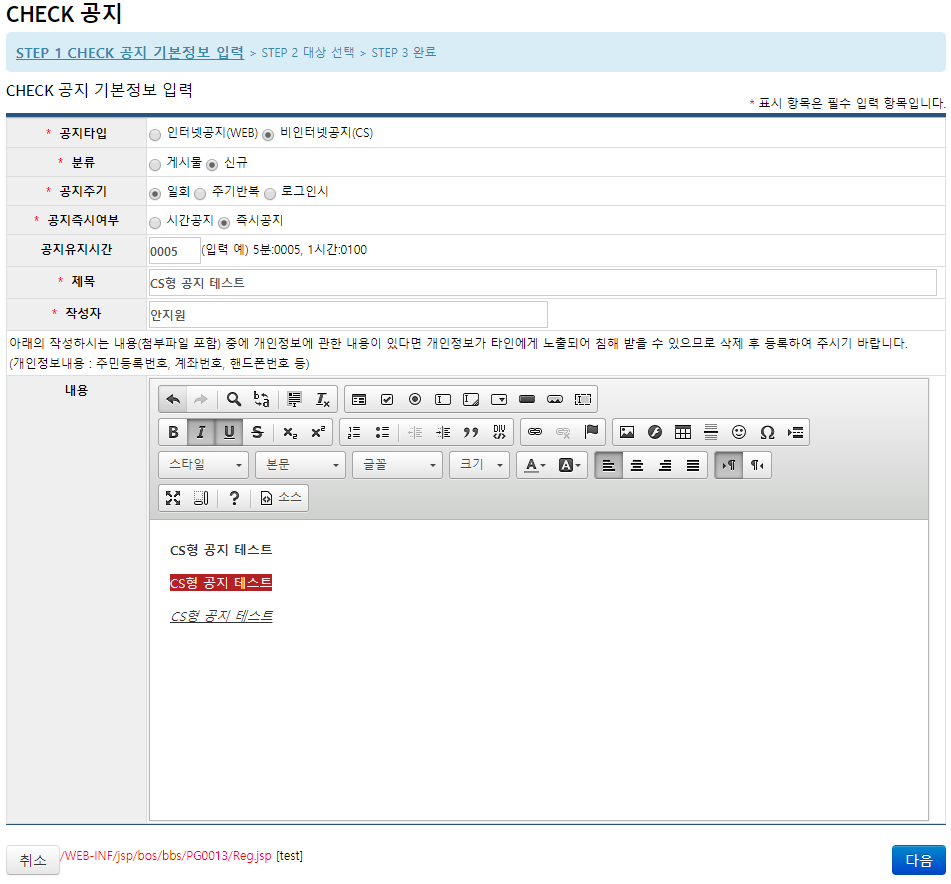 CHECK 공지
STEP 1 CHECK 공지 기본정보 입력 > STEP 2 대상 선택 > STEP 3 완료
CHECK 공지 기본정보 입력
* 표시 항목은 필수 입력 항목입니다.
* 공지타입 인터넷공지(WEB) 비인터넷공지(CS)
* 분류 게시물 신규
* 공지주기 일회 주기반복 로그인시
* 공지즉시여부 시간공지 즉시공지
공지유지시간 0005 (입력 예) 5분:0005, 1시간:0100
* 제목 CS형 공지 테스트
* 작성자 안지원
아래의 작성하시는 내용(첨부파일 포함) 중에 개인정보에 관한 내용이 있다면 개인정보가 타인에게 노출되어 침해 받을 수 있으므로 삭제 후 등록하여 주시기 바랍니다.
(개인정보내용 : 주민등록번호, 계좌번호, 핸드폰번호 등)
내용
B I U S x₂ x² DIV
스타일 본문 글꼴 크기 A A
? 소스
CS형 공지 테스트
CS형 공지 테스트
CS형 공지 테스트
취소 /WEB-INF/jsp/bos/bbs/PG0013/Reg.jsp [test] 다음